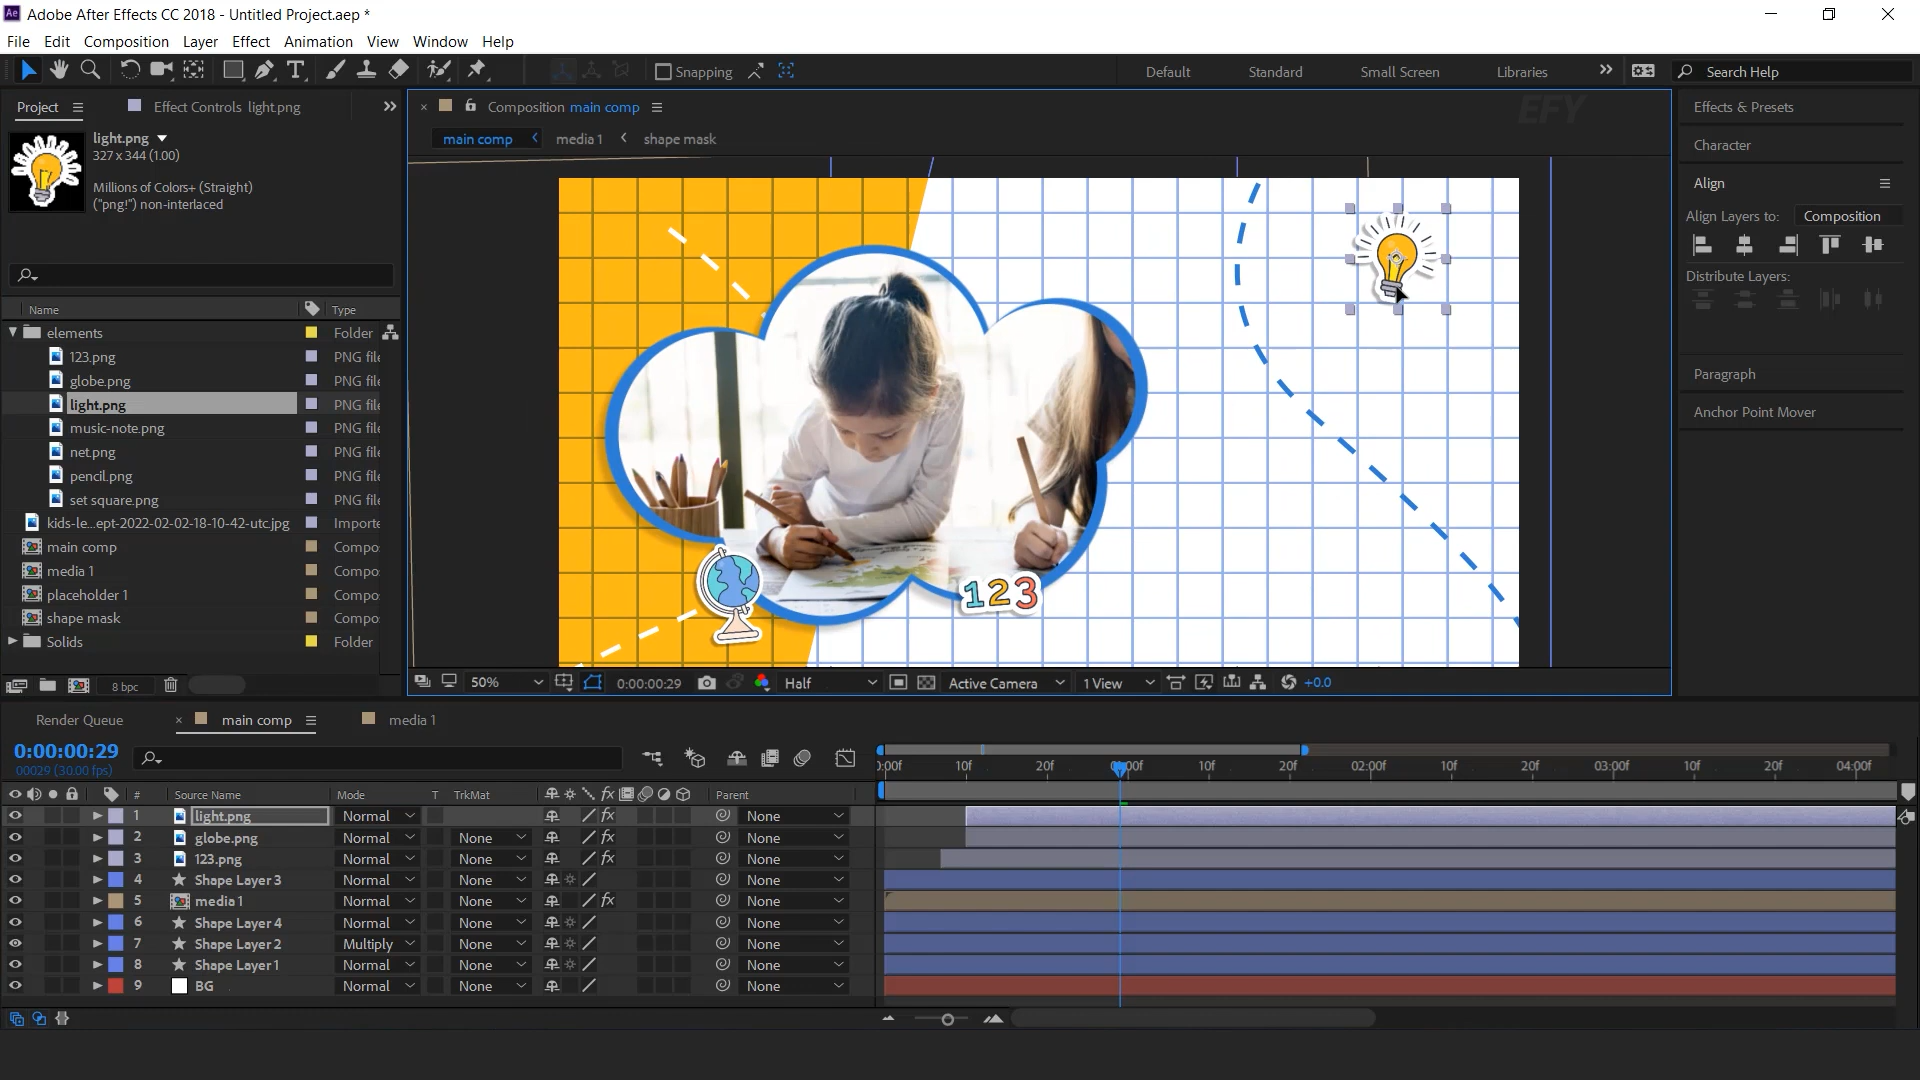 Adobe After Effects CC 2018 - Untitled Project.aep *
File Edit Composition Layer Effect Animation View Window Help
Snapping
Default Standard Small Screen Libraries
Search Help
Project Effect Controls light.png
light.png
327 x 344 (1.00)
Millions of Colors+ (Straight)
("png!") non-interlaced
Name Type
elements Folder
123.png PNG file
globe.png PNG file
light.png PNG file
music-note.png PNG file
net.png PNG file
pencil.png PNG file
set square.png PNG file
kids-le...ept-2022-02-02-18-10-42-utc.jpg Importe
main comp Compo
media 1 Compo
placeholder 1 Compo
shape mask Compo
Solids Folder
8 bpc
Composition main comp
EFY
main comp media 1 shape mask
123
50% 0:00:00:29 Half Active Camera 1 View +0.0
Effects & Presets
Character
Align
Align Layers to: Composition
Distribute Layers:
Paragraph
Anchor Point Mover
Render Queue main comp media 1
0:00:00:29
00029 (30.00 fps)
0:00f 10f 20f 01:00f 10f 20f 02:00f 10f 20f 03:00f 10f 20f 04:00f
# Source Name Mode T TrkMat Parent
1 light.png Normal None
2 globe.png Normal None None
3 123.png Normal None None
4 Shape Layer 3 Normal None None
5 media 1 Normal None None
6 Shape Layer 4 Normal None None
7 Shape Layer 2 Multiply None None
8 Shape Layer 1 Normal None None
9 BG Normal None None